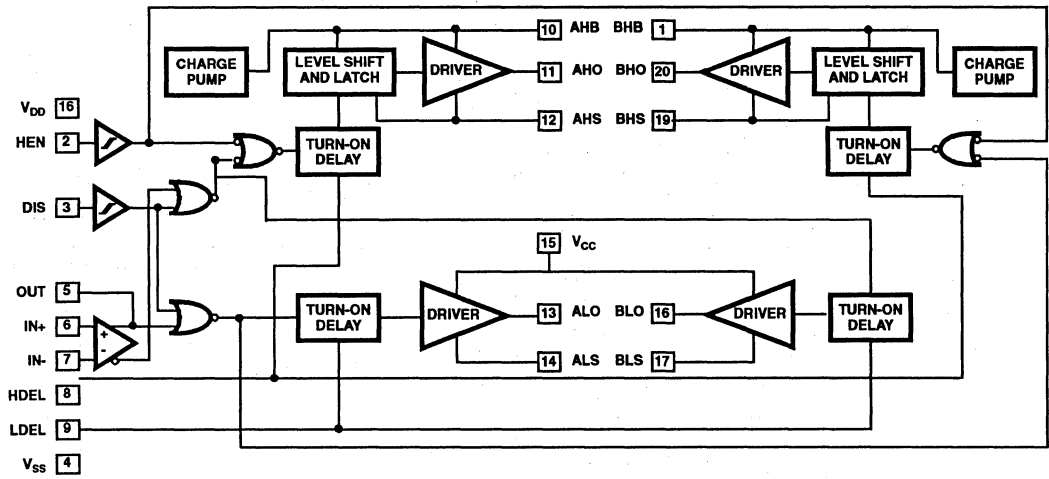 10 AHB BHB 1
CHARGE
PUMP
LEVEL SHIFT
AND LATCH
DRIVER
11 AHO BHO 20
DRIVER
LEVEL SHIFT
AND LATCH
CHARGE
PUMP
12 AHS BHS 19
VDD 16
HEN 2
TURN-ON
DELAY
TURN-ON
DELAY
DIS 3
15 VCC
OUT 5
IN+ 6
+
-
IN- 7
TURN-ON
DELAY
DRIVER
13 ALO BLO 16
DRIVER
TURN-ON
DELAY
14 ALS BLS 17
HDEL 8
LDEL 9
VSS 4